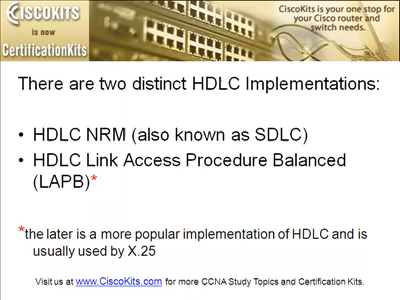 CISCOKITS
is now
CertificationKits
CiscoKits is your one stop for
your Cisco router and
switch needs.
There are two distinct HDLC Implementations:
• HDLC NRM (also known as SDLC)
• HDLC Link Access Procedure Balanced
(LAPB)*
*the later is a more popular implementation of HDLC and is
usually used by X.25
Visit us at www.CiscoKits.com for more CCNA Study Topics and Certification Kits.